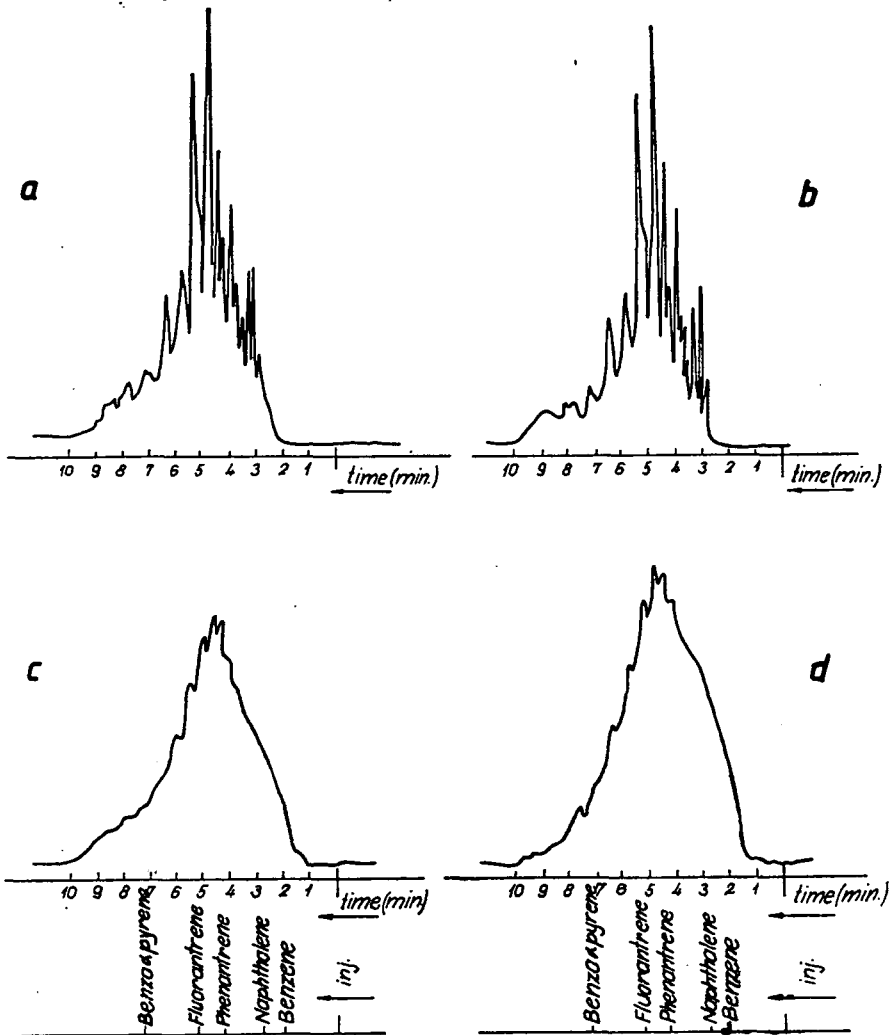 a
b
10 9 8 7 6 5 4 3 2 1 time(min.)
10 9 8 7 6 5 4 3 2 1 time(min.)
c
d
10 9 8 7 6 5 4 3 2 1 time(min)
10 9 8 7 6 5 4 3 2 1 time(min.)
Benzo α pyrene
Fluorantrene
Phenantrene
Naphthalene
Benzene
inj.
Benzo α pyrene
Fluorantrene
Phenantrene
Naphthalene
Benzene
inj.